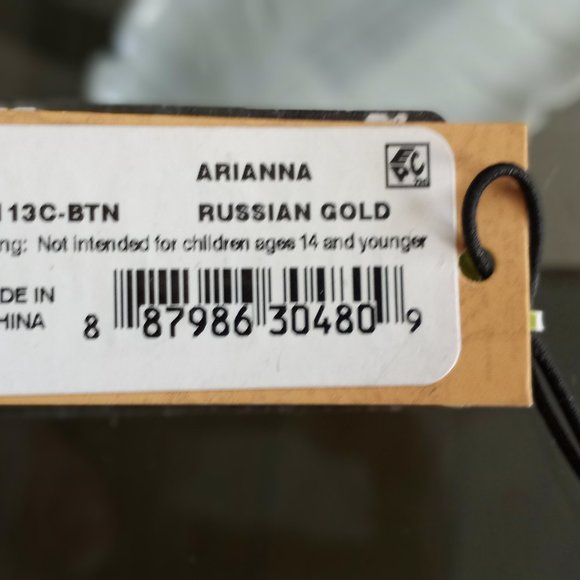 ARIANNA
113C-BTN RUSSIAN GOLD
ng: Not intended for children ages 14 and younger
DE IN
HINA
8 87986 30480 9